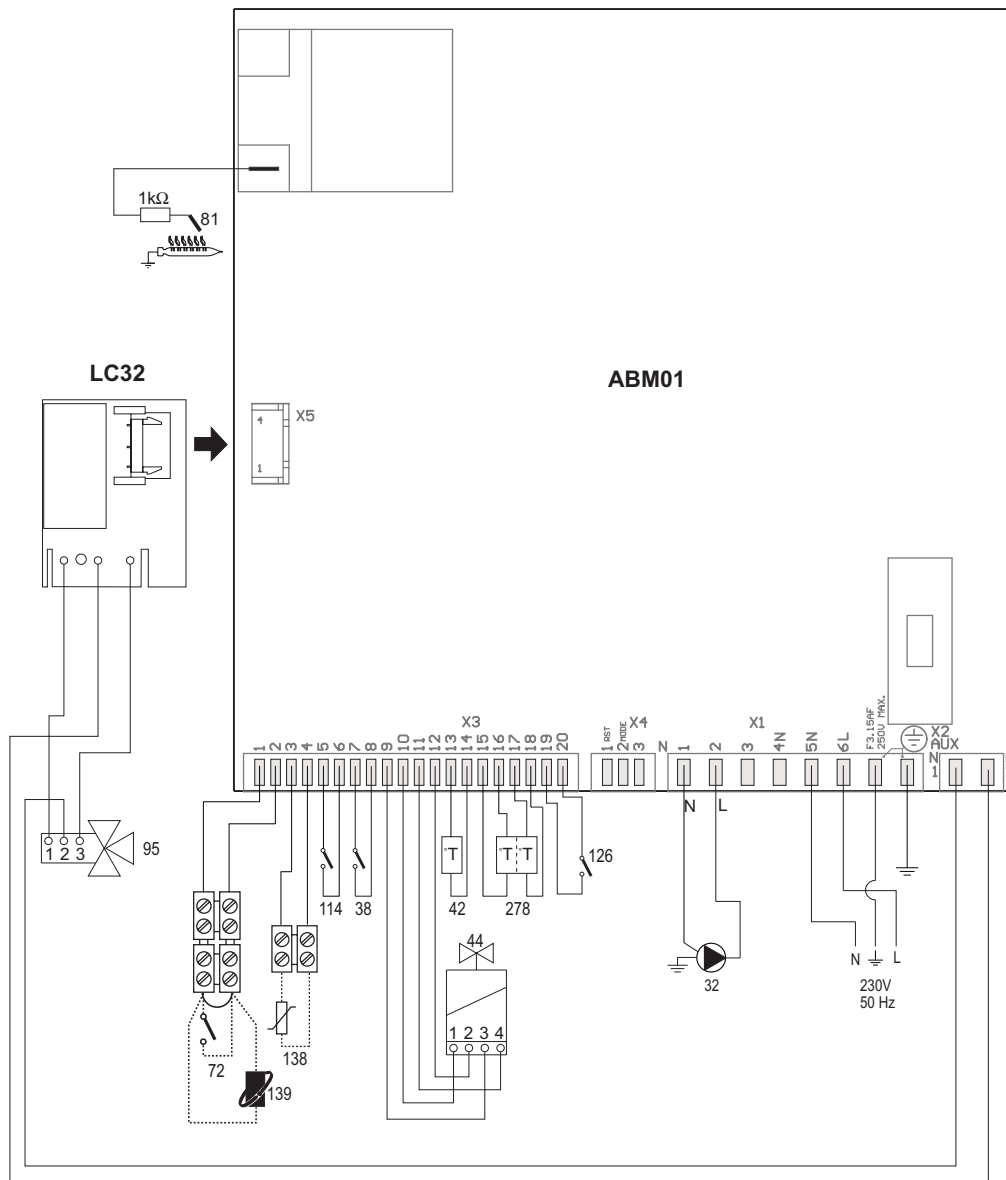 1kΩ
81
LC32
ABM01
X5
4
1
X3
X4
X1
F3.15AF
250V MAX.
X2
AUX
N
1
1 2 3 4 5 6 7 8 9 10 11 12 13 14 15 16 17 18 19 20
RST
MODE
1 2 3
N
1 2 3 4N 5N 6L
N
L
1 2 3
95
114
38
°T
42
°T °T
278
126
44
1 2 3 4
32
N
L
230V
50 Hz
72
138
139